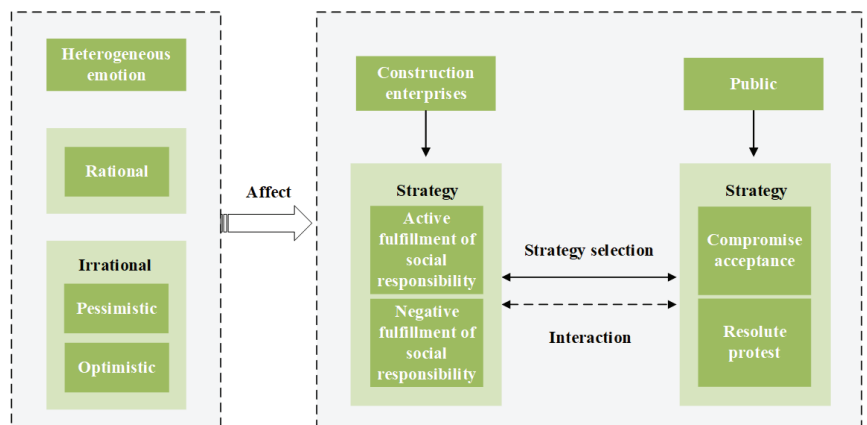 Heterogeneous
emotion
Rational
Irrational
Pessimistic
Optimistic
Affect
Construction
enterprises
Strategy
Active
fulfillment of
social
responsibility
Negative
fulfillment of
social
responsibility
Strategy selection
Interaction
Public
Strategy
Compromise
acceptance
Resolute
protest